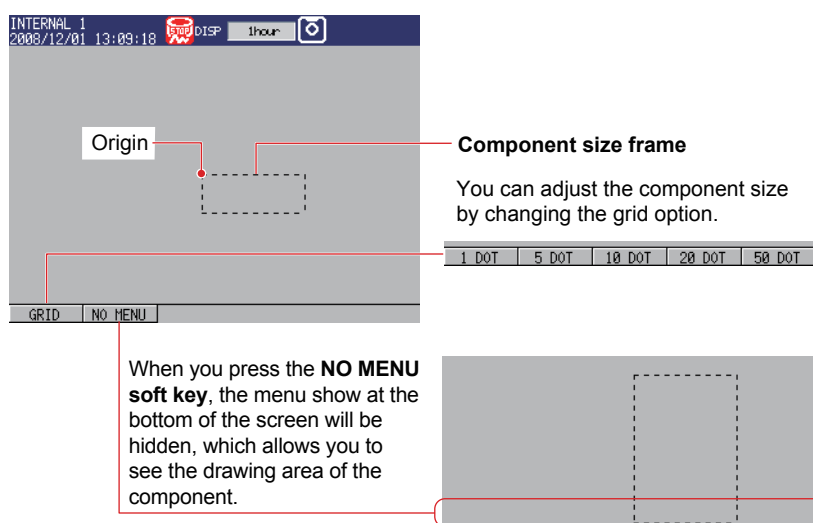 INTERNAL 1
2008/12/01 13:09:18 STOP DISP 1hour
Origin
Component size frame
You can adjust the component size
by changing the grid option.
1 DOT 5 DOT 10 DOT 20 DOT 50 DOT
GRID NO MENU
When you press the NO MENU
soft key, the menu show at the
bottom of the screen will be
hidden, which allows you to
see the drawing area of the
component.